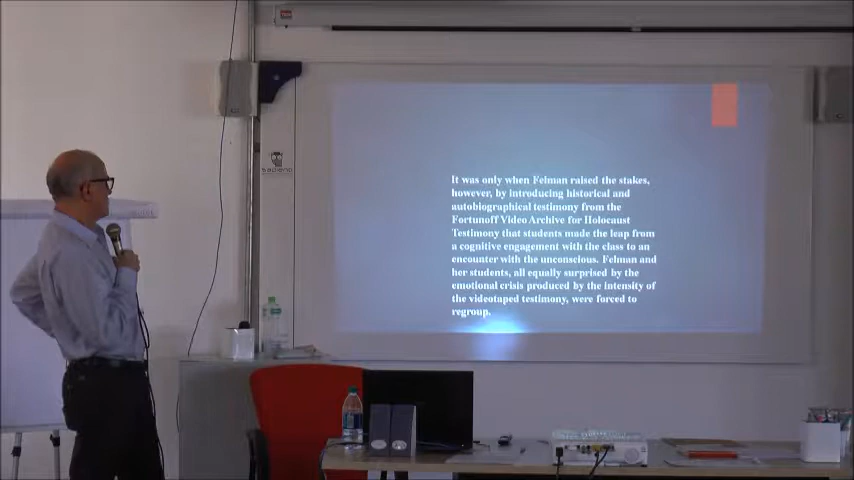 It was only when Felman raised the stakes,
however, by introducing historical and
autobiographical testimony from the
Fortunoff Video Archive for Holocaust
Testimony that students made the leap from
a cognitive engagement with the class to an
encounter with the unconscious. Felman and
her students, all equally surprised by the
emotional crisis produced by the intensity of
the videotaped testimony, were forced to
regroup.